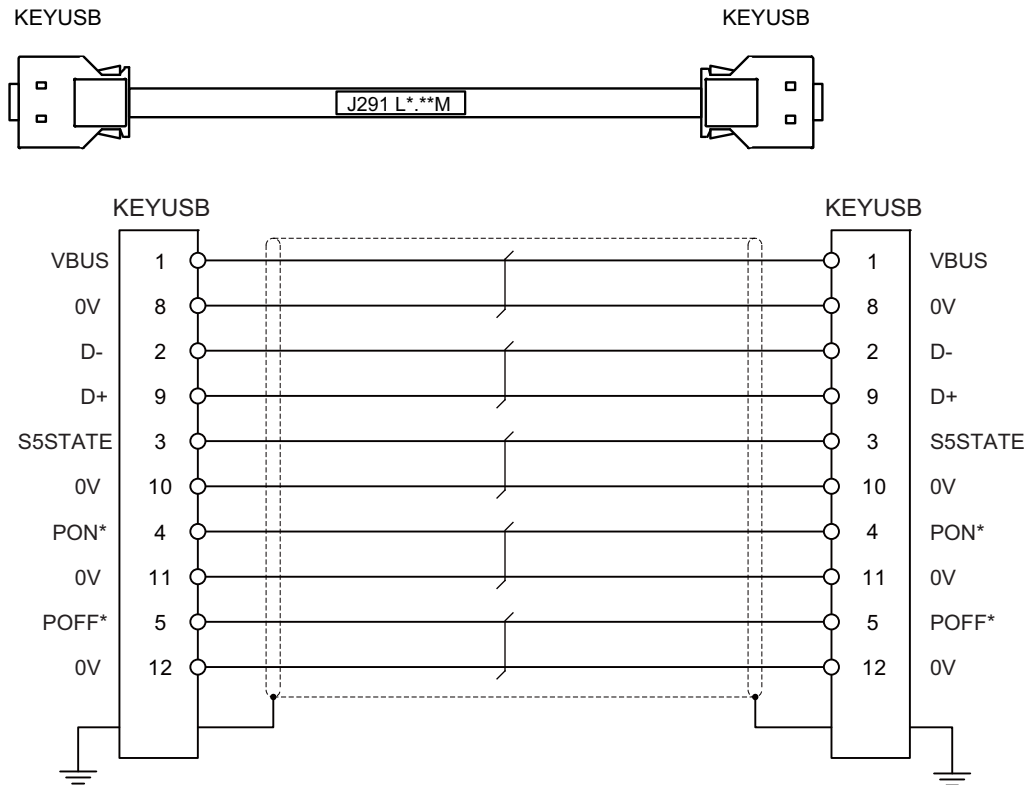 KEYUSB KEYUSB
J291 L*.**M
KEYUSB KEYUSB
VBUS 1 1 VBUS
0V 8 8 0V
D- 2 2 D-
D+ 9 9 D+
S5STATE 3 3 S5STATE
0V 10 10 0V
PON* 4 4 PON*
0V 11 11 0V
POFF* 5 5 POFF*
0V 12 12 0V